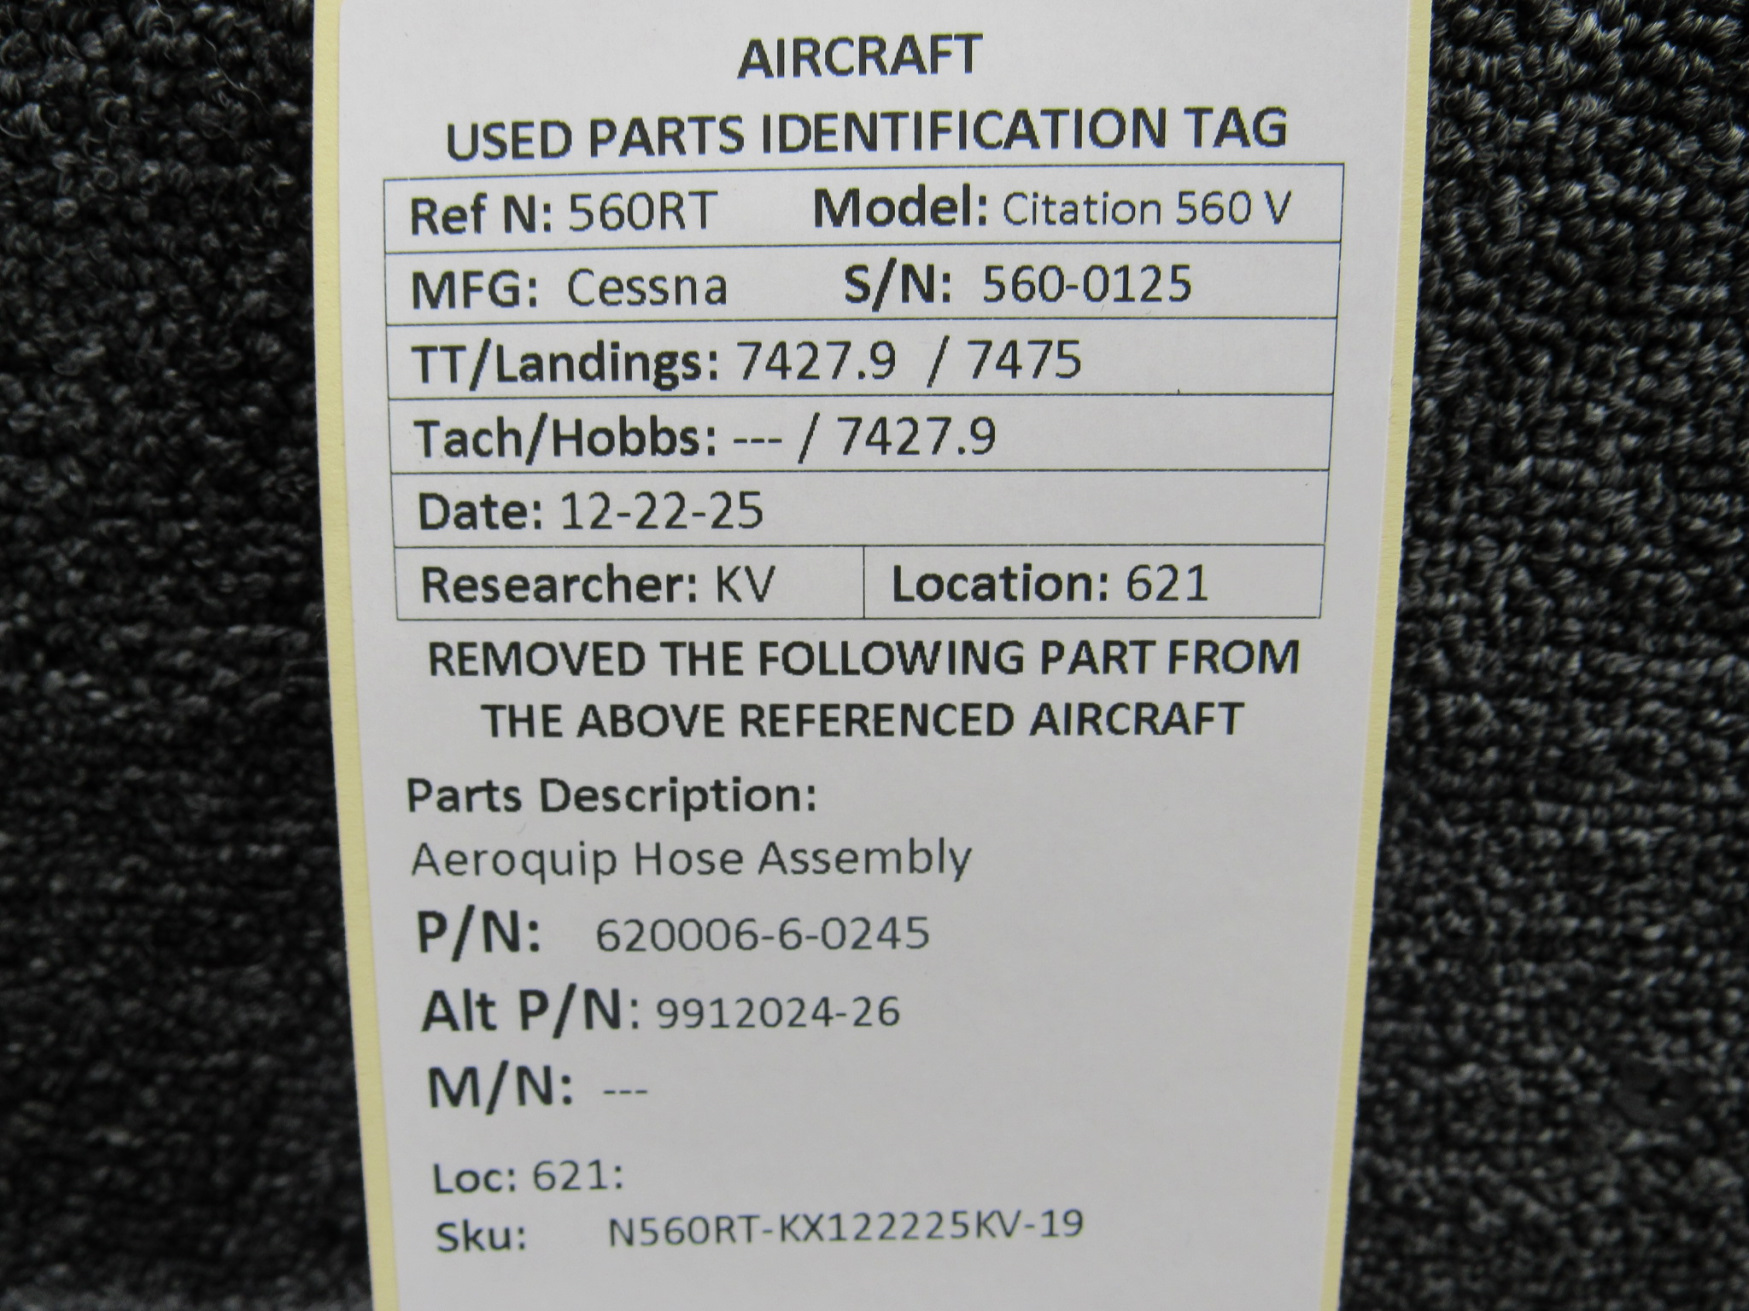 AIRCRAFT
USED PARTS IDENTIFICATION TAG
Ref N: 560RT Model: Citation 560 V
MFG: Cessna S/N: 560-0125
TT/Landings: 7427.9 / 7475
Tach/Hobbs: --- / 7427.9
Date: 12-22-25
Researcher: KV Location: 621
REMOVED THE FOLLOWING PART FROM
THE ABOVE REFERENCED AIRCRAFT
Parts Description:
Aeroquip Hose Assembly
P/N: 620006-6-0245
Alt P/N: 9912024-26
M/N: ---
Loc: 621:
Sku: N560RT-KX122225KV-19